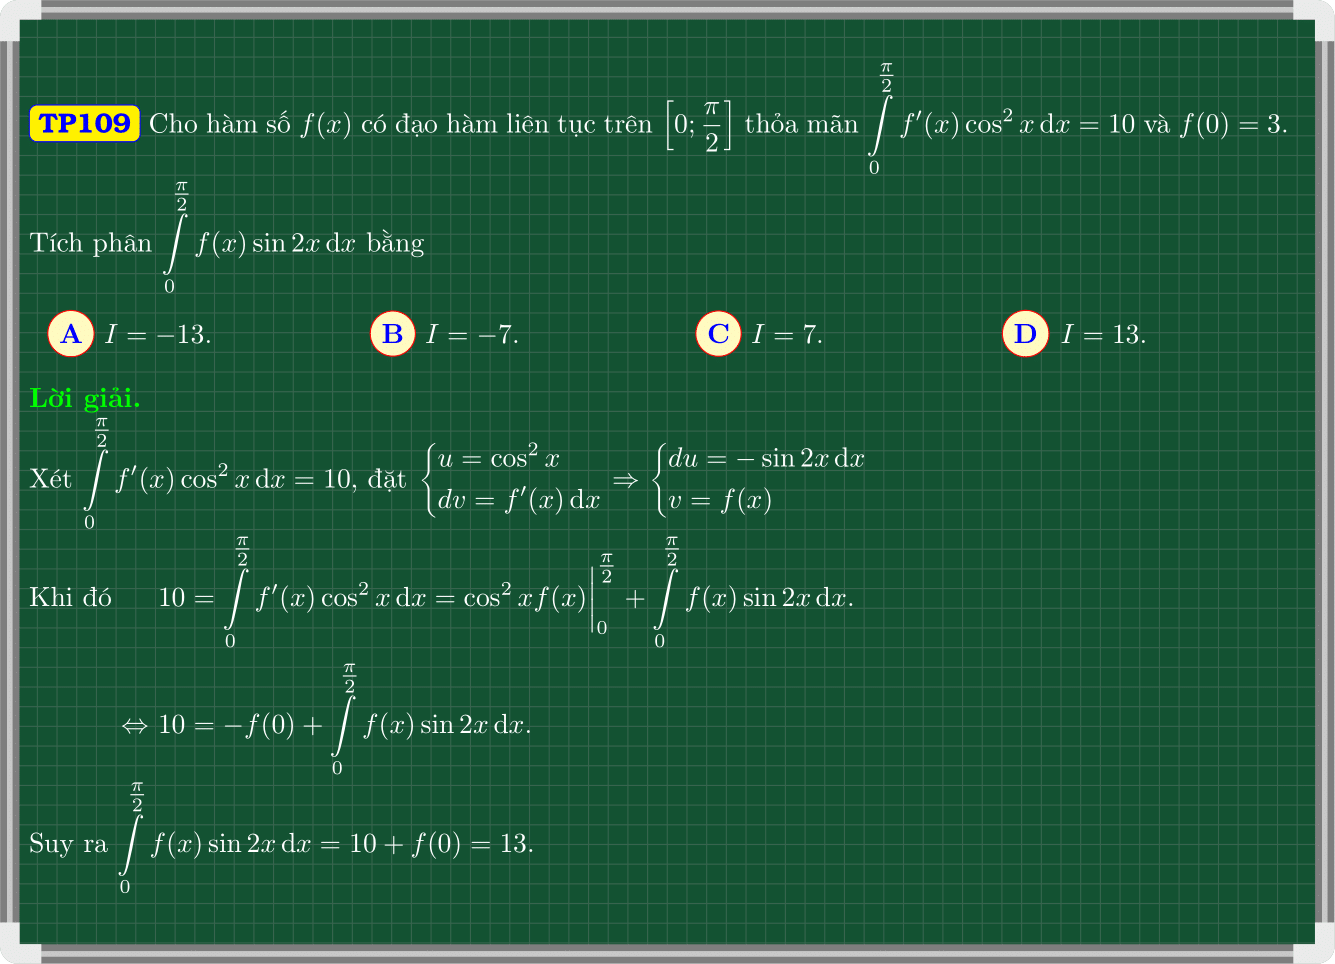 TP109 Cho hàm số $f(x)$ có đạo hàm liên tục trên $\left[0; \dfrac{\pi}{2}\right]$ thỏa mãn $\int\limits_0^{\frac{\pi}{2}} f'(x)\cos^2 x\,\mathrm{d}x = 10$ và $f(0) = 3$.
Tích phân $\int\limits_0^{\frac{\pi}{2}} f(x)\sin 2x\,\mathrm{d}x$ bằng
A $I = -13$. B $I = -7$. C $I = 7$. D $I = 13$.
Lời giải.
Xét $\int\limits_0^{\frac{\pi}{2}} f'(x)\cos^2 x\,\mathrm{d}x = 10$, đặt $\begin{cases} u = \cos^2 x \\ dv = f'(x)\,\mathrm{d}x \end{cases} \Rightarrow \begin{cases} du = -\sin 2x\,\mathrm{d}x \\ v = f(x) \end{cases}$
Khi đó $10 = \int\limits_0^{\frac{\pi}{2}} f'(x)\cos^2 x\,\mathrm{d}x = \cos^2 x f(x)\Big|_0^{\frac{\pi}{2}} + \int\limits_0^{\frac{\pi}{2}} f(x)\sin 2x\,\mathrm{d}x.$
$\Leftrightarrow 10 = -f(0) + \int\limits_0^{\frac{\pi}{2}} f(x)\sin 2x\,\mathrm{d}x.$
Suy ra $\int\limits_0^{\frac{\pi}{2}} f(x)\sin 2x\,\mathrm{d}x = 10 + f(0) = 13.$